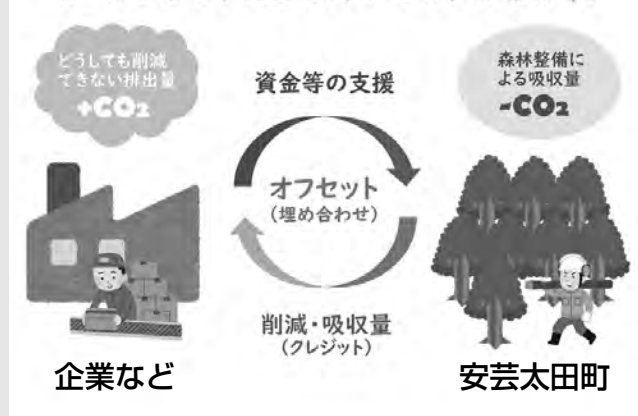 どうしても削減
できない排出量
+CO2
資金等の支援
森林整備に
よる吸収量
-CO2
オフセット
(埋め合わせ)
削減・吸収量
(クレジット)
企業など
安芸太田町